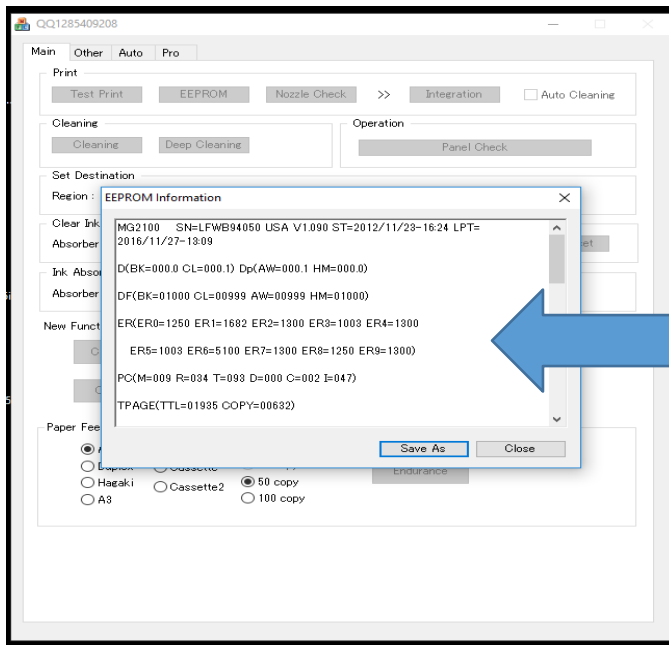 QQ1285409208
Main Other Auto Pro
Print
Test Print EEPROM Nozzle Check >> Integration Auto Cleaning
Cleaning Operation
Cleaning Deep Cleaning Panel Check
Set Destination
Region :
EEPROM Information
Clear Ink
Absorber
Ink Absor
Absorber
New Funct
MG2100 SN=LFWB94050 USA V1.090 ST=2012/11/23-16:24 LPT=
2016/11/27-13:09
D(BK=000.0 CL=000.1) Dp(AW=000.1 HM=000.0)
DF(BK=01000 CL=00999 AW=00999 HM=01000)
ER(ER0=1250 ER1=1682 ER2=1300 ER3=1003 ER4=1300
ER5=1003 ER6=5100 ER7=1300 ER8=1250 ER9=1300)
PC(M=009 R=034 T=093 D=000 C=002 I=047)
TPAGE(TTL=01935 COPY=00632)
Save As Close
Paper Fee
Duplex Cassette Endurance
Hagaki Cassette2 50 copy
A3 100 copy